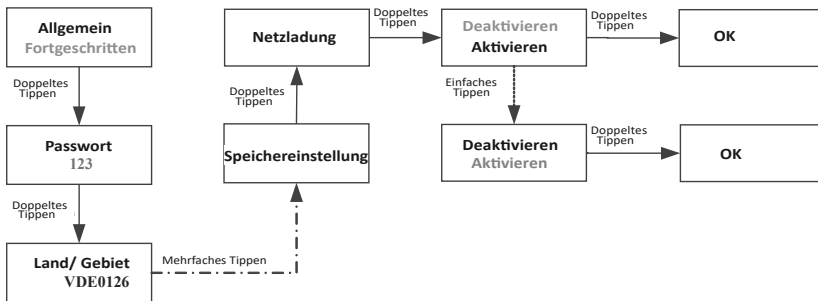 Allgemein
Fortgeschritten
Doppeltes
Tippen
Passwort
123
Doppeltes
Tippen
Land/ Gebiet
VDE0126
Mehrfaches Tippen
Speichereinstellung
Doppeltes
Tippen
Netzladung
Doppeltes
Tippen
Deaktivieren
Aktivieren
Doppeltes
Tippen
OK
Einfaches
Tippen
Deaktivieren
Aktivieren
Doppeltes
Tippen
OK